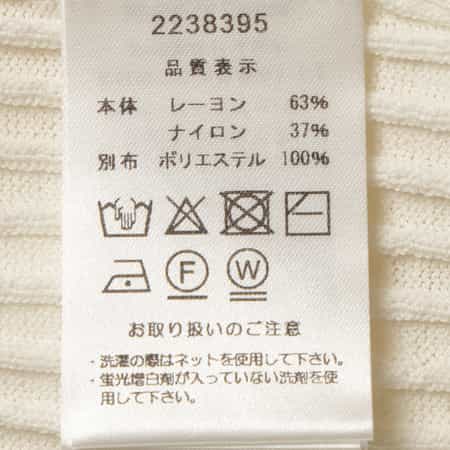 2238395
品質表示
本体 レーヨン 63%
ナイロン 37%
別布 ポリエステル 100%
F W
お取り扱いのご注意
・洗濯の際はネットを使用して下さい。
・蛍光増白剤が入っていない洗剤を使
用して下さい。